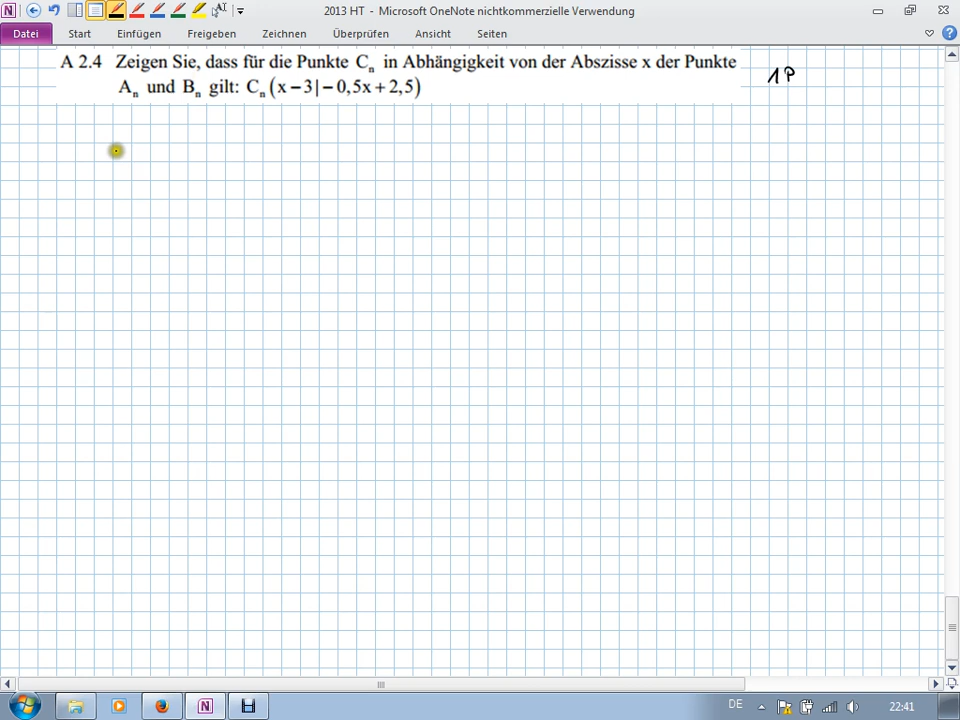 2013 HT - Microsoft OneNote nichtkommerzielle Verwendung
Datei Start Einfügen Freigeben Zeichnen Überprüfen Ansicht Seiten
A 2.4 Zeigen Sie, dass für die Punkte Cn in Abhängigkeit von der Abszisse x der Punkte
An und Bn gilt: Cn(x−3|−0,5x+2,5)
1P
DE 22:41